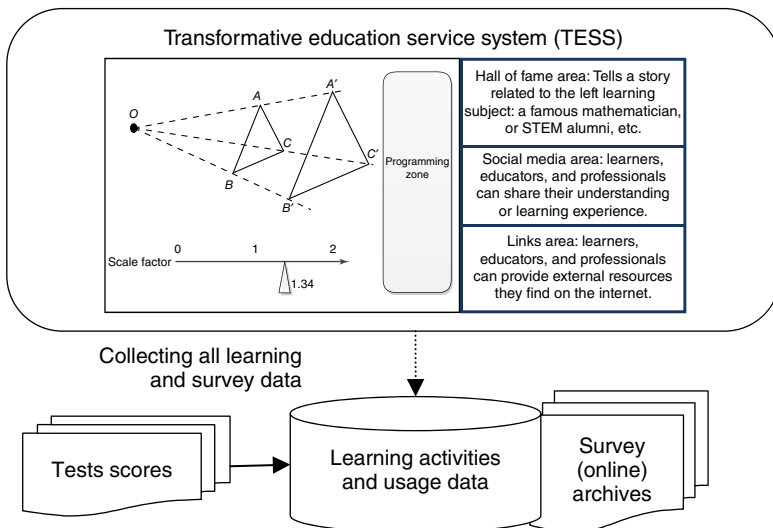 Transformative education service system (TESS)
O
A
A′
B
C
B′
C′
Scale factor
0 1 2
1.34
Programming
zone
Hall of fame area: Tells a story
related to the left learning
subject: a famous mathematician,
or STEM alumni, etc.
Social media area: learners,
educators, and professionals
can share their understanding
or learning experience.
Links area: learners,
educators, and professionals
can provide external resources
they find on the internet.
Collecting all learning
and survey data
Tests scores
Learning activities
and usage data
Survey
(online)
archives